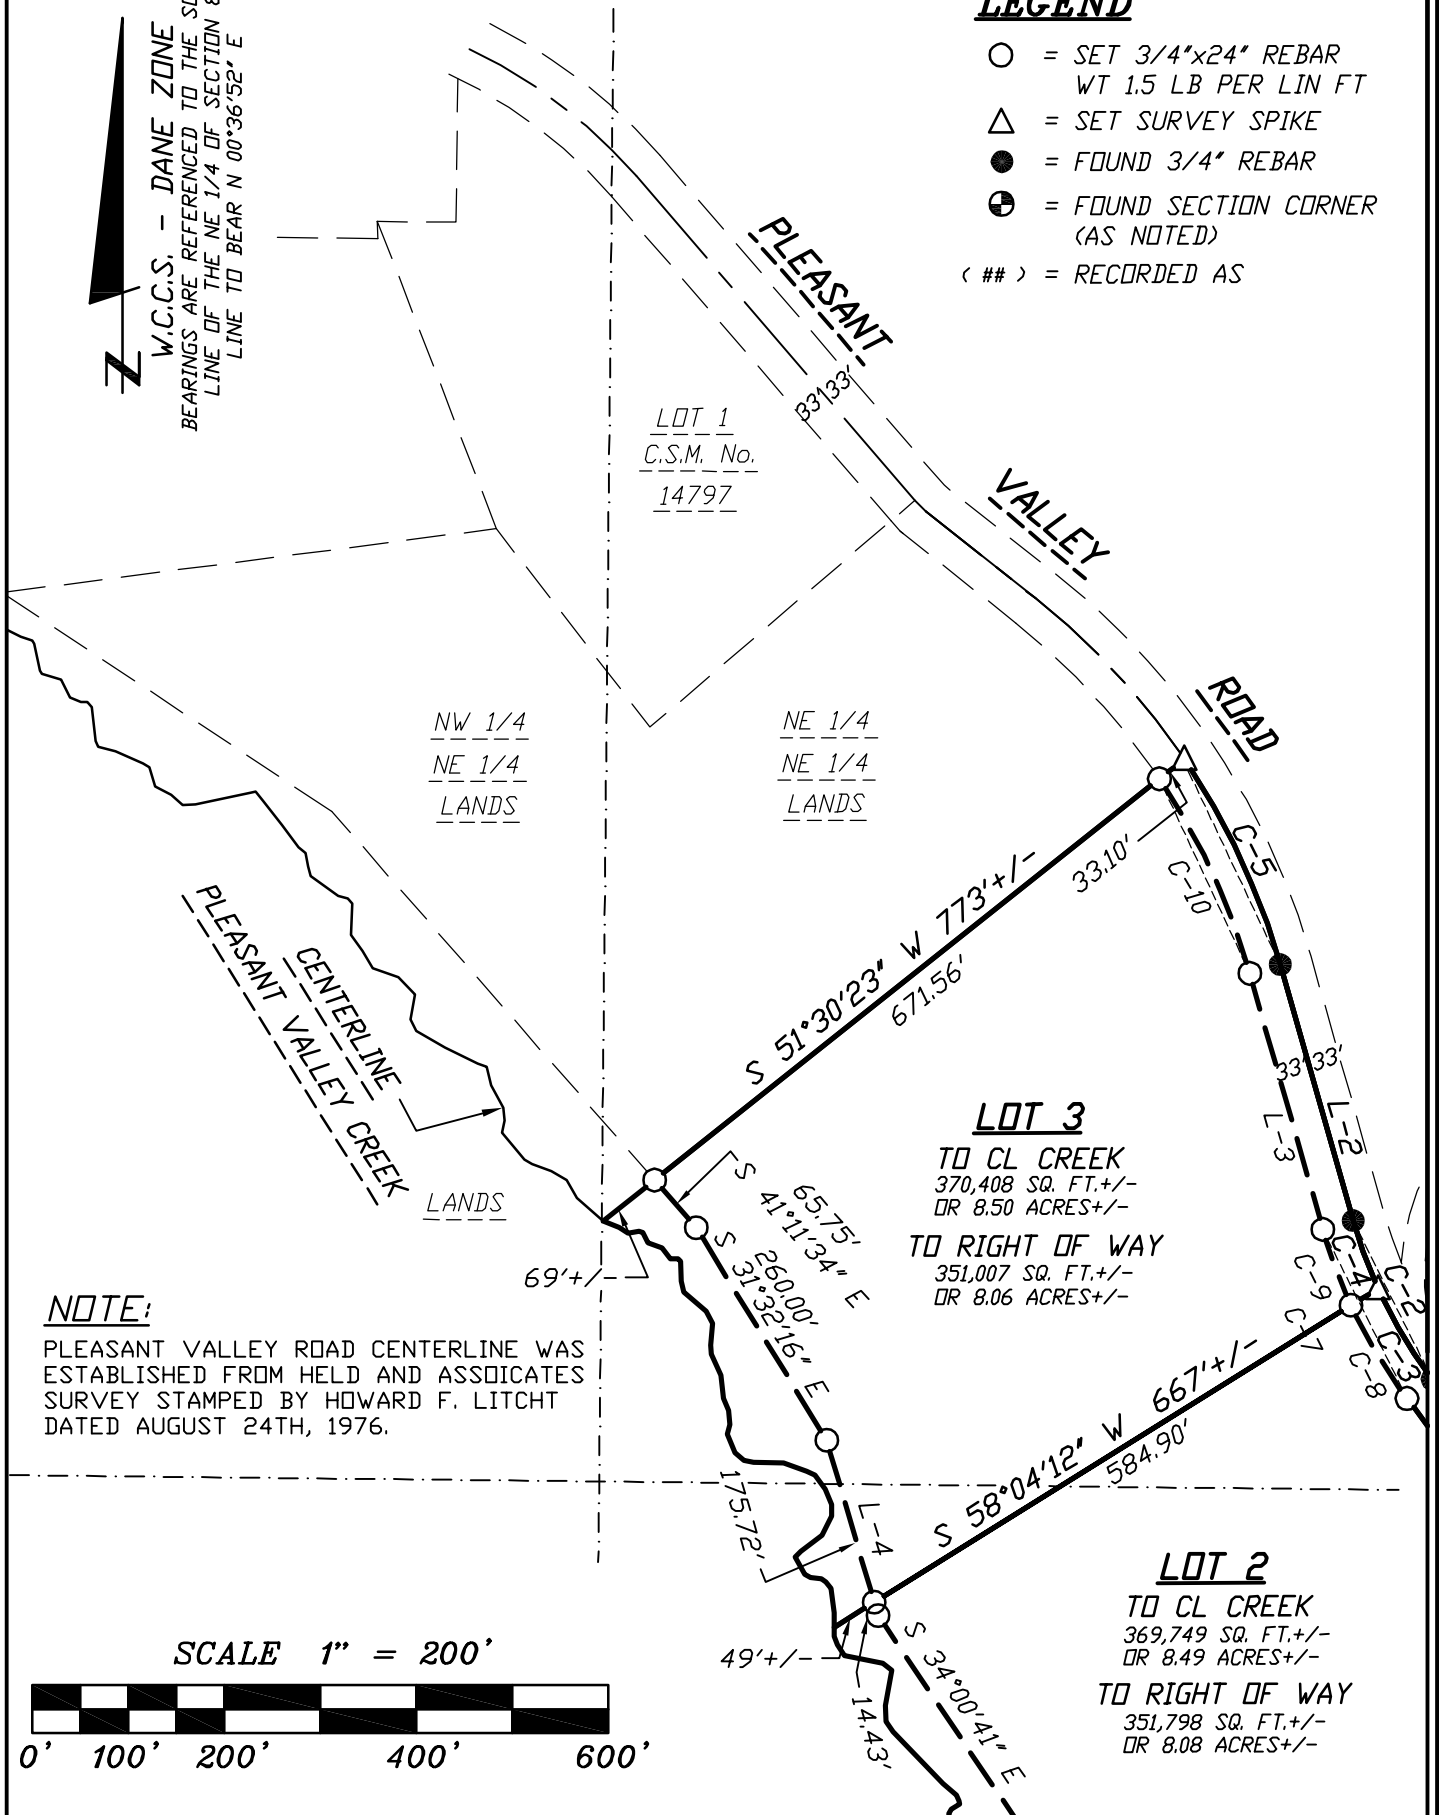 LEGEND
= SET 3/4"x24" REBAR
WT 1.5 LB PER LIN FT
= SET SURVEY SPIKE
= FOUND 3/4" REBAR
= FOUND SECTION CORNER
(AS NOTED)
( ## ) = RECORDED AS
W.C.C.S. - DANE ZONE
BEARINGS ARE REFERENCED TO THE
LINE OF THE NE 1/4 OF SECTION
LINE TO BEAR N 00°36'52" E
N
PLEASANT
VALLEY
ROAD
33' 33'
LOT 1
C.S.M. No.
14797
NW 1/4
NE 1/4
LANDS
NE 1/4
NE 1/4
LANDS
33.10'
C-10
C-5
S 51°30'23" W 773'+/-
671.56'
CENTERLINE
PLEASANT VALLEY CREEK
LANDS
33' 33'
L-3
L-2
LOT 3
TO CL CREEK
370,408 SQ. FT.+/-
OR 8.50 ACRES+/-
TO RIGHT OF WAY
351,007 SQ. FT.+/-
OR 8.06 ACRES+/-
65.75'
S 41°11'34" E
260.00'
S 31°32'16" E
69'+/-
C-9
C-4
C-2
C-7
C-3
C-8
NOTE:
PLEASANT VALLEY ROAD CENTERLINE WAS
ESTABLISHED FROM HELD AND ASSOICATES
SURVEY STAMPED BY HOWARD F. LITCHT
DATED AUGUST 24TH, 1976.
S 58°04'12" W 667'+/-
584.90'
175.72'
L-4
49'+/-
14.43'
S 34°00'41" E
LOT 2
TO CL CREEK
369,749 SQ. FT.+/-
OR 8.49 ACRES+/-
TO RIGHT OF WAY
351,798 SQ. FT.+/-
OR 8.08 ACRES+/-
SCALE 1" = 200'
0' 100' 200' 400' 600'